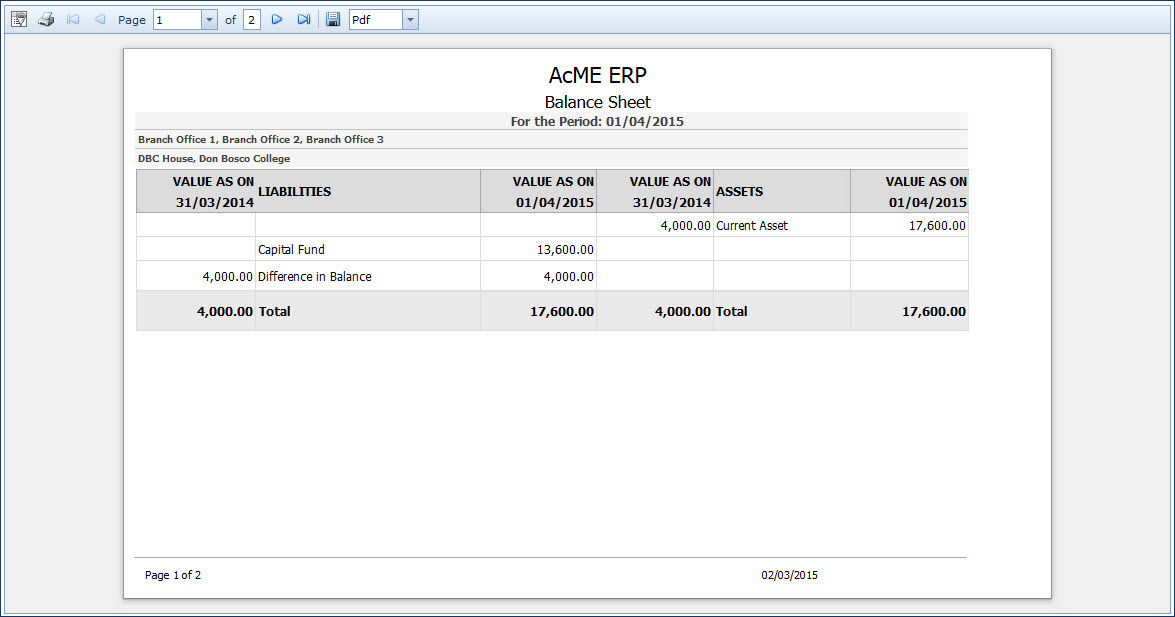 Page 1 of 2 Pdf
AcME ERP
Balance Sheet
For the Period: 01/04/2015
Branch Office 1, Branch Office 2, Branch Office 3
DBC House, Don Bosco College
VALUE AS ON 31/03/2014 LIABILITIES VALUE AS ON 01/04/2015 VALUE AS ON 31/03/2014 ASSETS VALUE AS ON 01/04/2015
4,000.00 Current Asset 17,600.00
Capital Fund 13,600.00
4,000.00 Difference in Balance 4,000.00
4,000.00 Total 17,600.00 4,000.00 Total 17,600.00
Page 1 of 2 02/03/2015